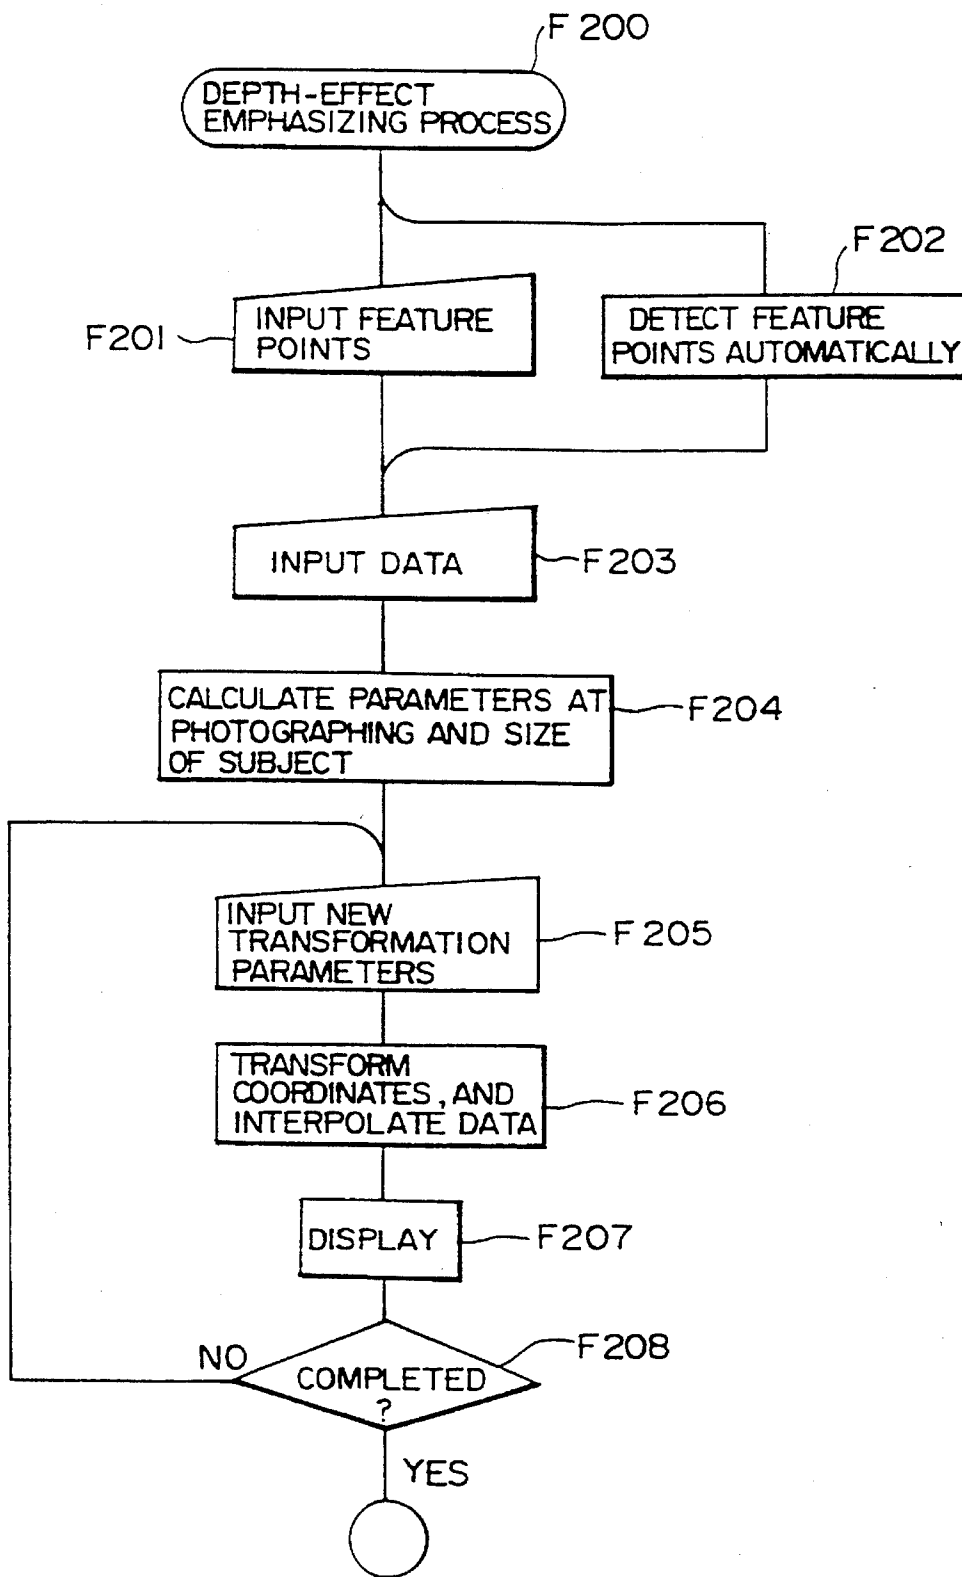 F 200
DEPTH-EFFECT
EMPHASIZING PROCESS
F202
F201
INPUT FEATURE
POINTS
DETECT FEATURE
POINTS AUTOMATICALLY
INPUT DATA
F203
CALCULATE PARAMETERS AT
PHOTOGRAPHING AND SIZE
OF SUBJECT
F204
INPUT NEW
TRANSFORMATION
PARAMETERS
F 205
TRANSFORM
COORDINATES, AND
INTERPOLATE DATA
F206
DISPLAY
F207
F208
NO
COMPLETED
?
YES